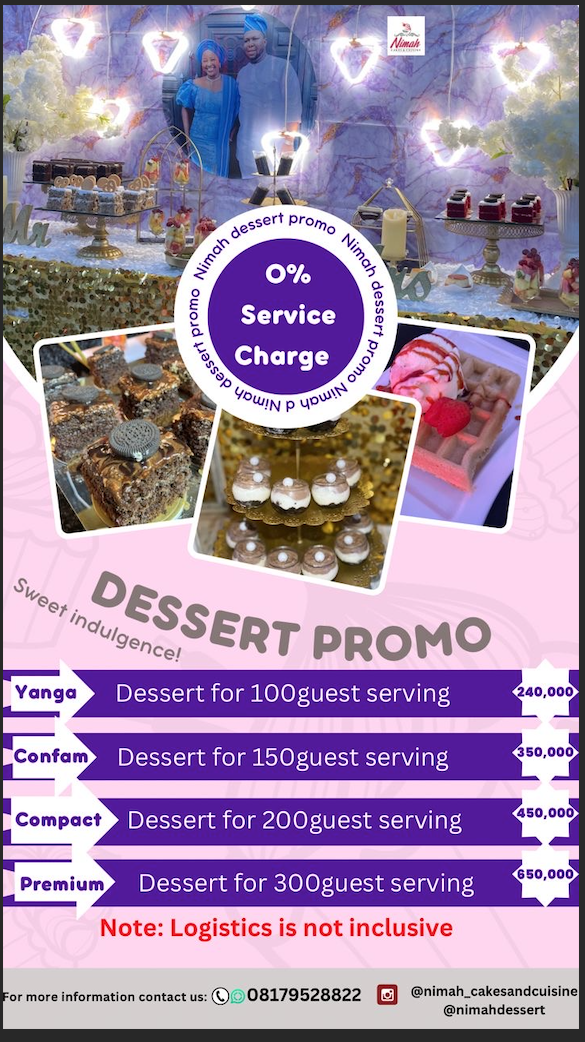 Nimah
Nimah dessert promo Nimah dessert promo Nimah d Nimah dessert promo
0%
Service
Charge
Sweet indulgence!
DESSERT PROMO
Yanga Dessert for 100guest serving 240,000
Confam Dessert for 150guest serving 350,000
Compact Dessert for 200guest serving 450,000
Premium Dessert for 300guest serving 650,000
Note: Logistics is not inclusive
For more information contact us: 08179528822 @nimah_cakesandcuisine
@nimahdessert